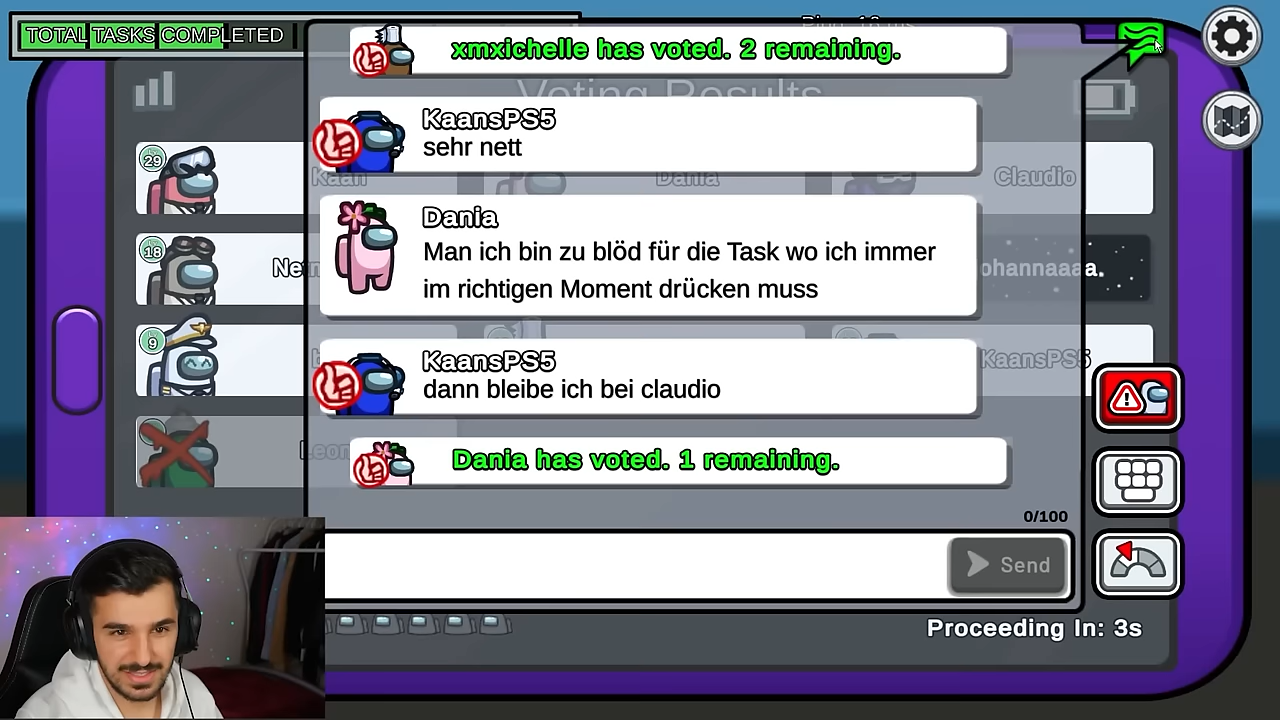 TOTAL TASKS COMPLETED
xmxichelle has voted. 2 remaining.
Voting Results
KaansPS5
sehr nett
29
Kaan
Dania
Claudio
Dania
Man ich bin zu blöd für die Task wo ich immer
im richtigen Moment drücken muss
18
9
KaansPS5
KaansPS5
dann bleibe ich bei claudio
Dania has voted. 1 remaining.
0/100
Send
Proceeding In: 3s